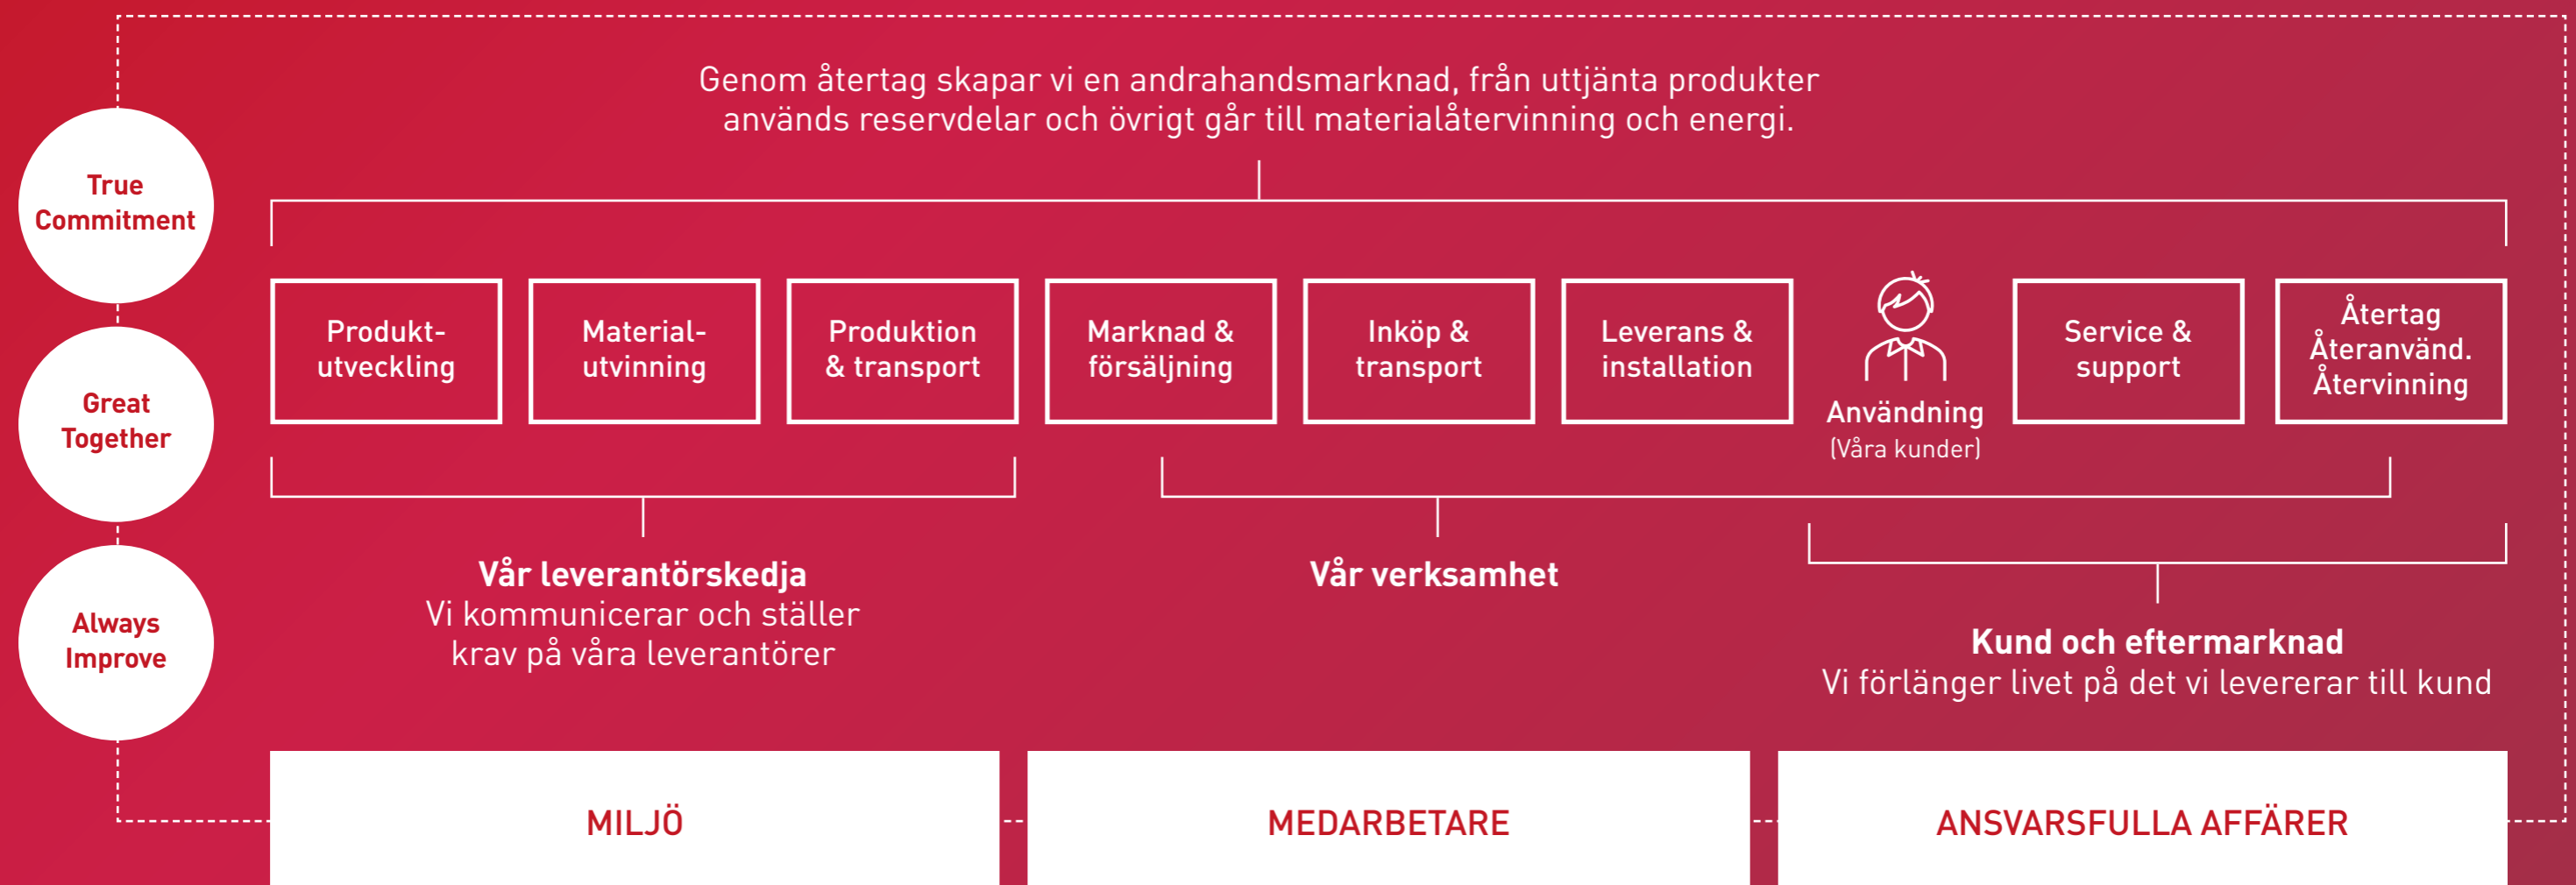 Genom återtag skapar vi en andrahandsmarknad, från uttjänta produkter
används reservdelar och övrigt går till materialåtervinning och energi.
True
Commitment
Great
Together
Always
Improve
Produkt-
utveckling
Material-
utvinning
Produktion
& transport
Marknad &
försäljning
Inköp &
transport
Leverans &
installation
Användning
(Våra kunder)
Service &
support
Återtag
Återanvänd.
Återvinning
Vår leverantörskedja
Vi kommunicerar och ställer
krav på våra leverantörer
Vår verksamhet
Kund och eftermarknad
Vi förlänger livet på det vi levererar till kund
MILJÖ
MEDARBETARE
ANSVARSFULLA AFFÄRER